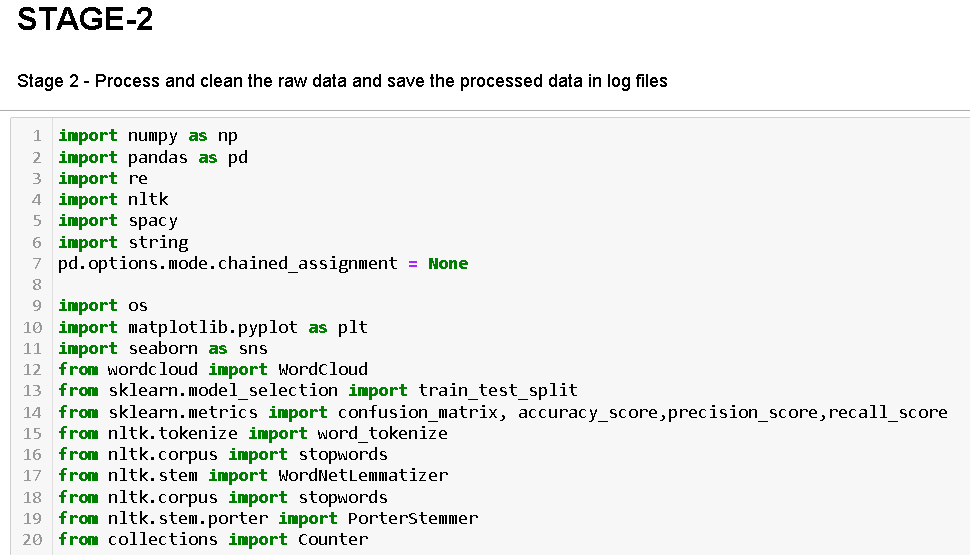 STAGE-2
Stage 2 - Process and clean the raw data and save the processed data in log files
1 import numpy as np
2 import pandas as pd
3 import re
4 import nltk
5 import spacy
6 import string
7 pd.options.mode.chained_assignment = None
8
9 import os
10 import matplotlib.pyplot as plt
11 import seaborn as sns
12 from wordcloud import WordCloud
13 from sklearn.model_selection import train_test_split
14 from sklearn.metrics import confusion_matrix, accuracy_score,precision_score,recall_score
15 from nltk.tokenize import word_tokenize
16 from nltk.corpus import stopwords
17 from nltk.stem import WordNetLemmatizer
18 from nltk.corpus import stopwords
19 from nltk.stem.porter import PorterStemmer
20 from collections import Counter